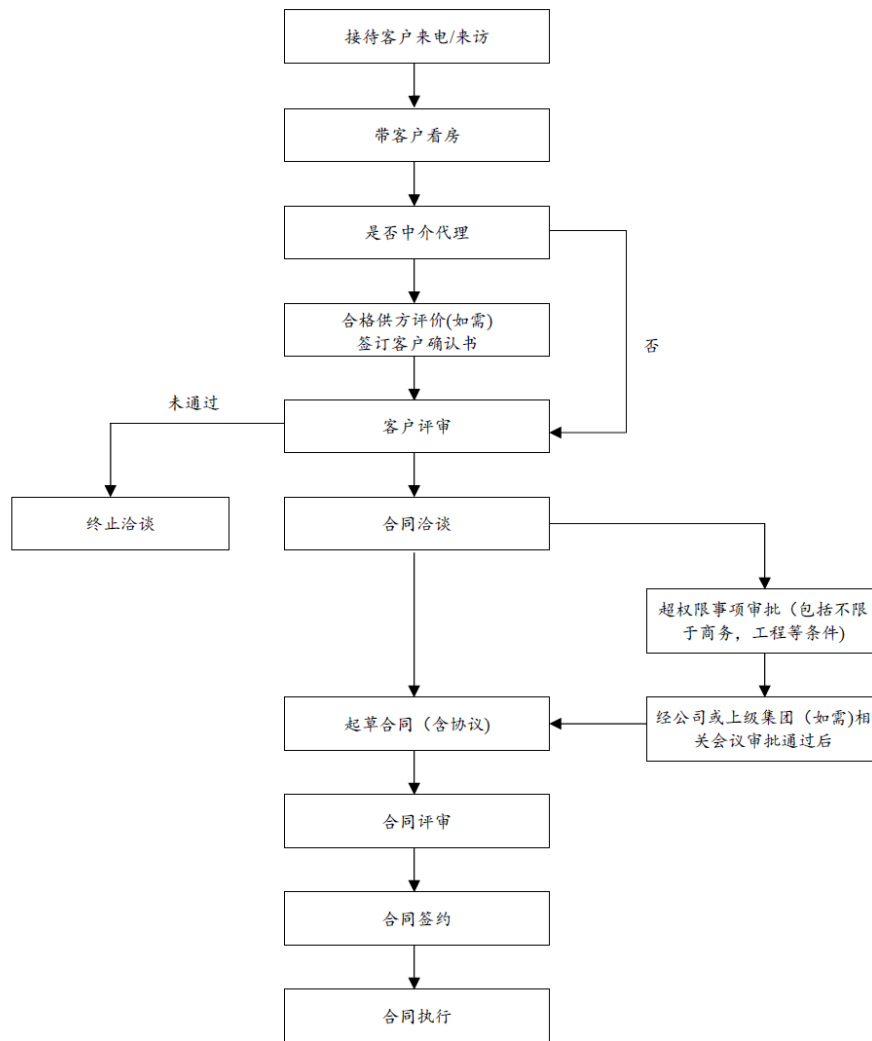 接待客户来电/来访
带客户看房
是否中介代理
合格供方评价(如需)
签订客户确认书
否
未通过
客户评审
终止洽谈
合同洽谈
超权限事项审批（包括不限
于商务，工程等条件)
起草合同（含协议)
经公司或上级集团（如需)相
关会议审批通过后
合同评审
合同签约
合同执行